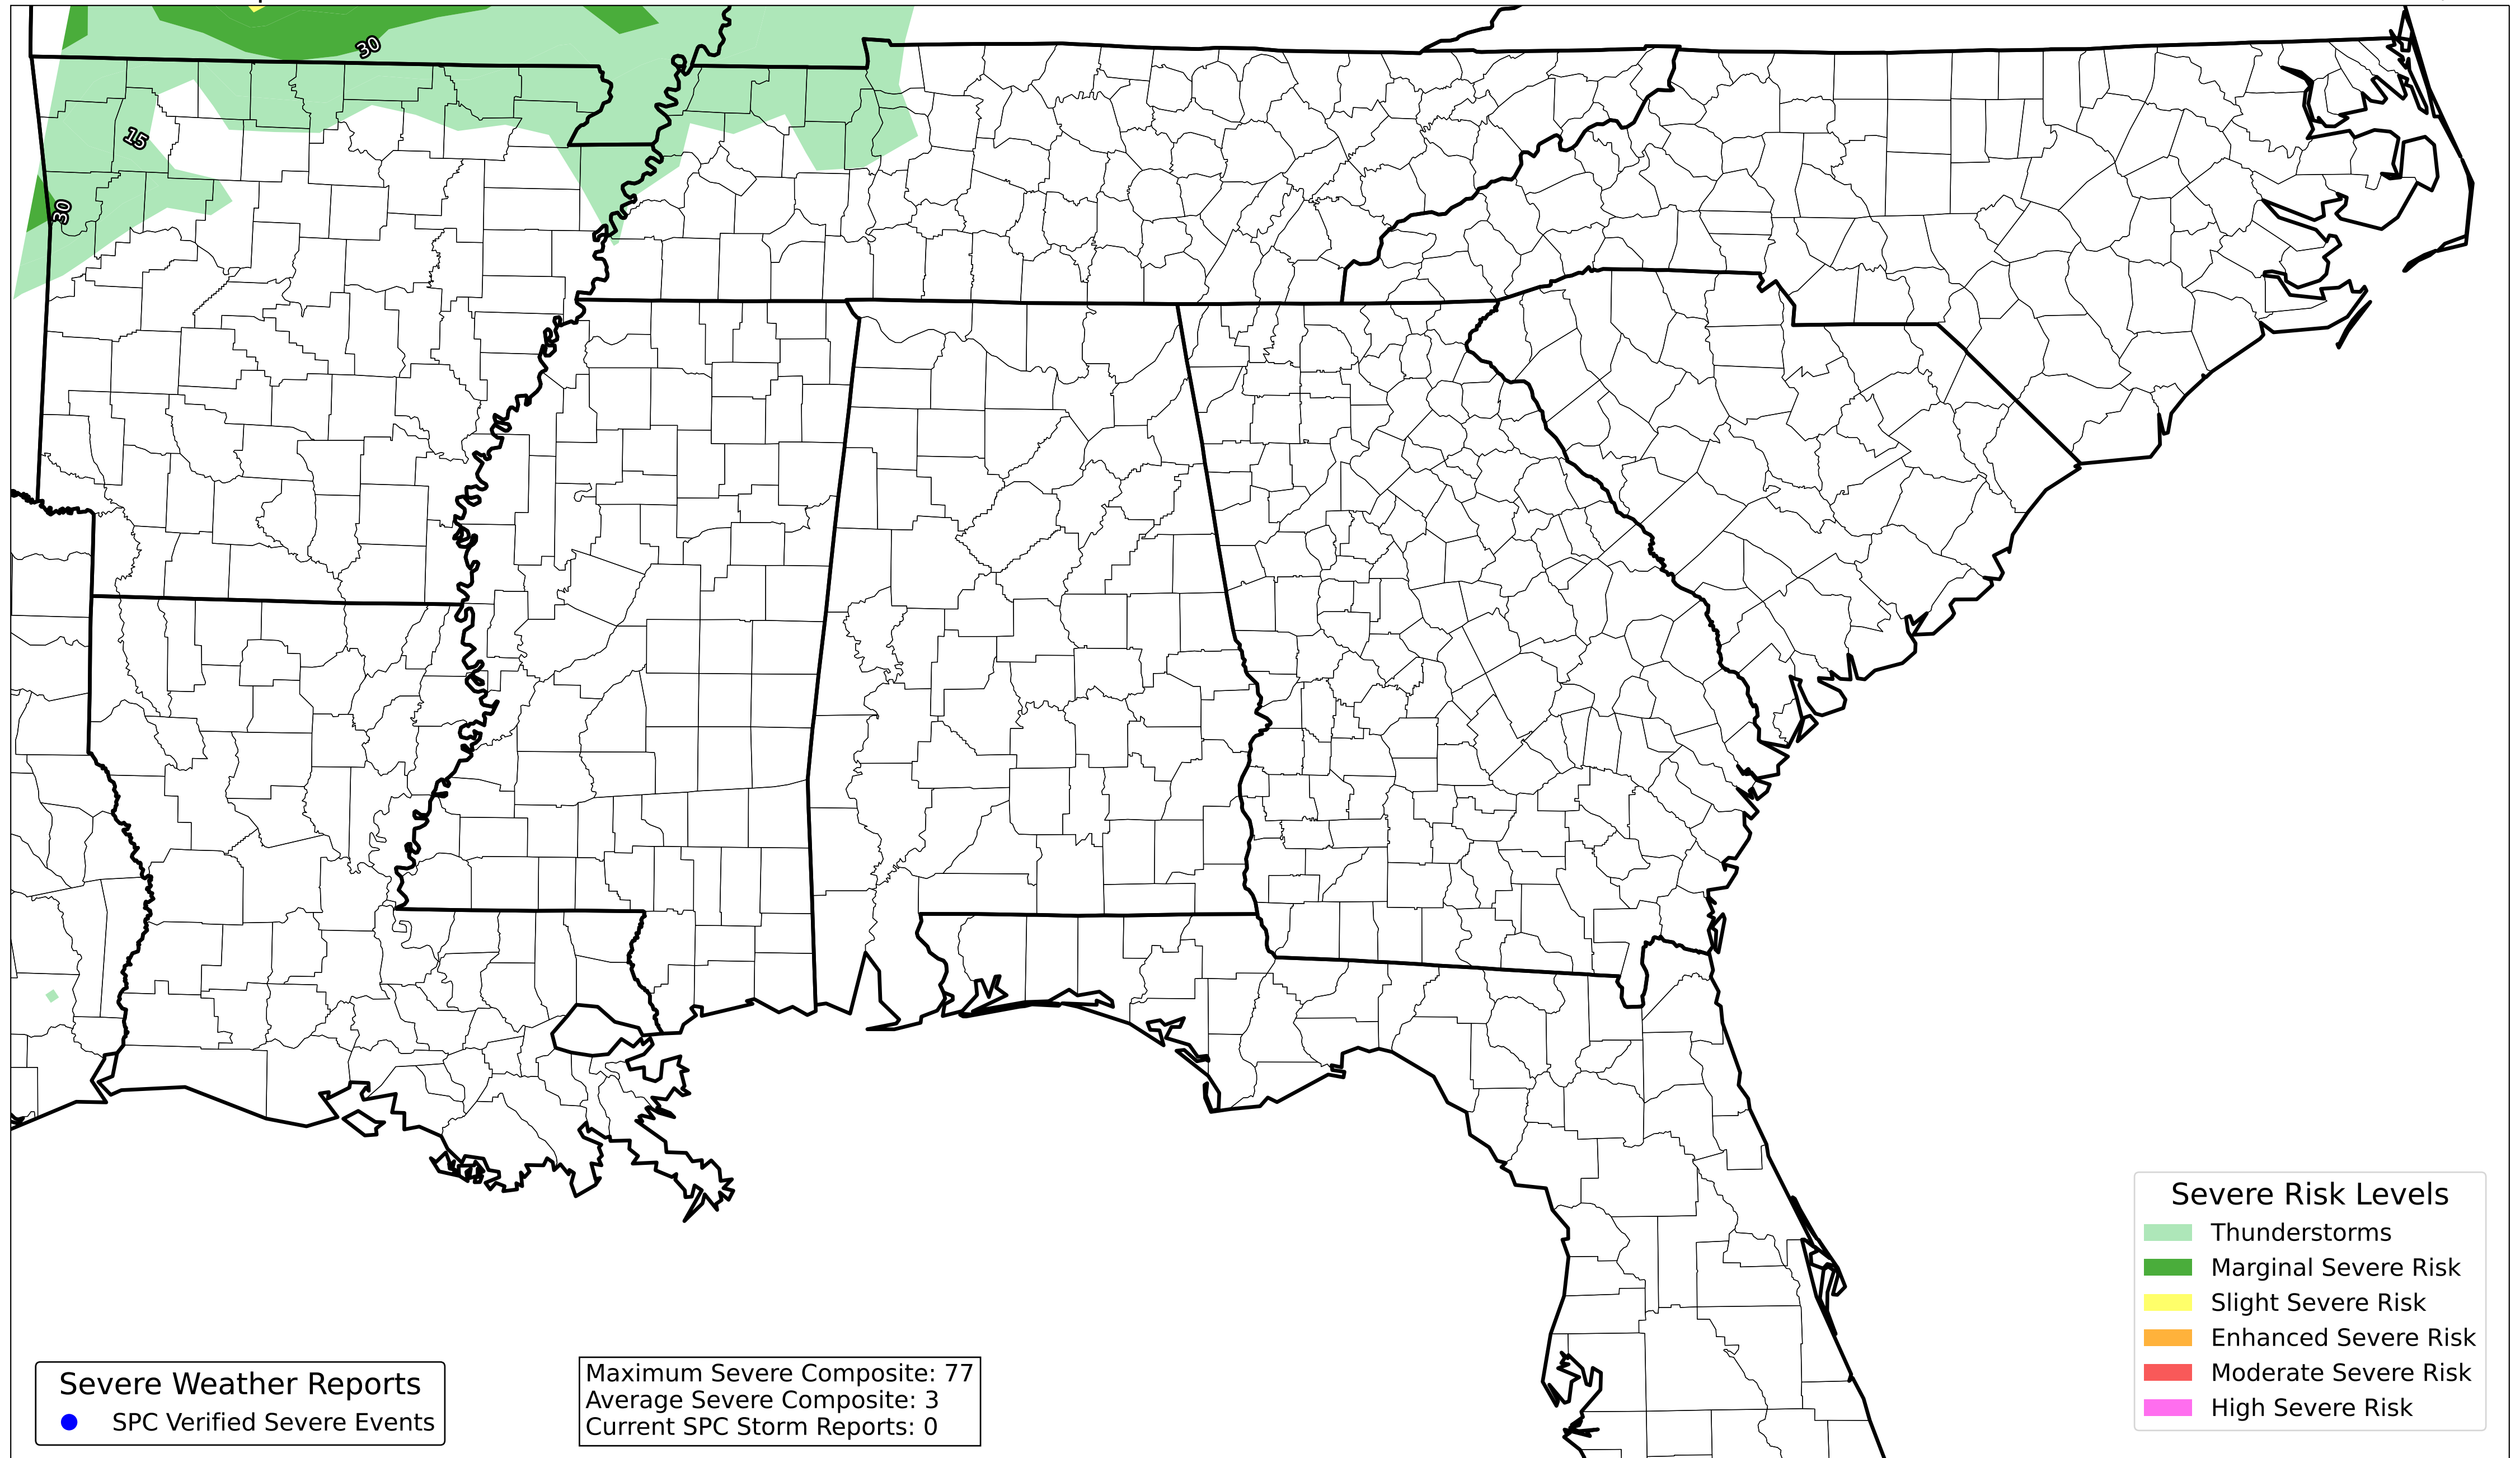 30
15
30
Severe Risk Levels
Thunderstorms
Marginal Severe Risk
Slight Severe Risk
Enhanced Severe Risk
Moderate Severe Risk
High Severe Risk
Severe Weather Reports
SPC Verified Severe Events
Maximum Severe Composite: 77
Average Severe Composite: 3
Current SPC Storm Reports: 0